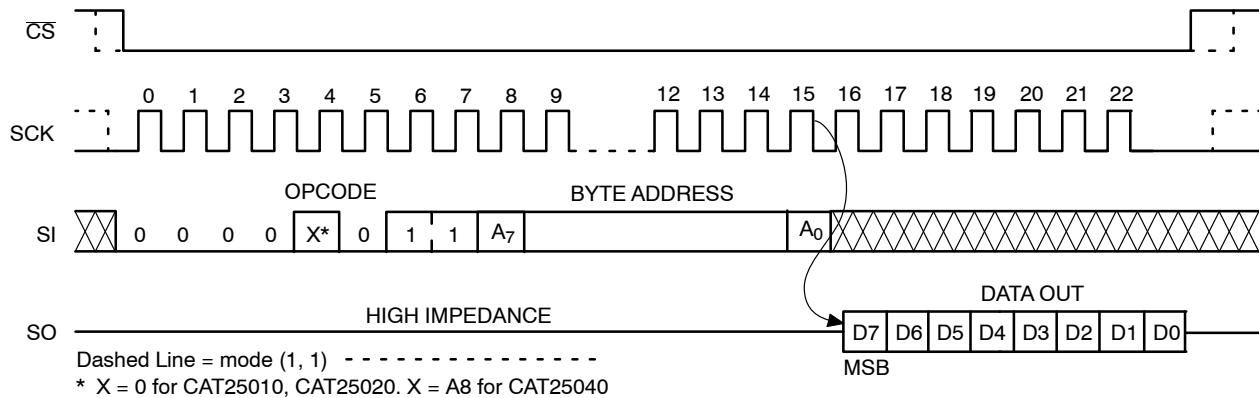 CS
0 1 2 3 4 5 6 7 8 9 12 13 14 15 16 17 18 19 20 21 22
SCK
OPCODE BYTE ADDRESS
SI 0 0 0 0 X* 0 1 1 A7 A0
DATA OUT
HIGH IMPEDANCE
SO D7 D6 D5 D4 D3 D2 D1 D0
Dashed Line = mode (1, 1)
MSB
* X = 0 for CAT25010, CAT25020. X = A8 for CAT25040